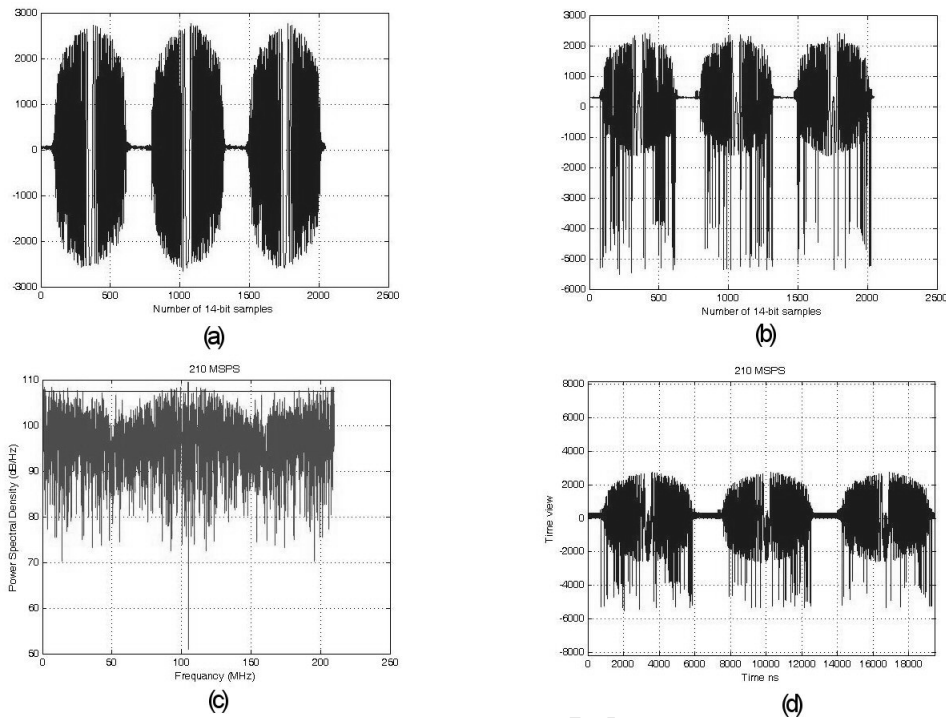 3000
2000
1000
0
-1000
-2000
-3000
0 500 1000 1500 2000 2500
Number of 14-bit samples
(a)
3000
2000
1000
0
-1000
-2000
-3000
-4000
-5000
-6000
0 500 1000 1500 2000 2500
Number of 14-bit samples
(b)
210 MSPS
110
100
90
80
70
60
50
Power Spectral Density (dB/Hz)
0 50 100 150 200 250
Frequancy (MHz)
(c)
210 MSPS
8000
6000
4000
2000
0
-2000
-4000
-6000
-8000
Time view
0 2000 4000 6000 8000 10000 12000 14000 16000 18000
Time ns
(d)